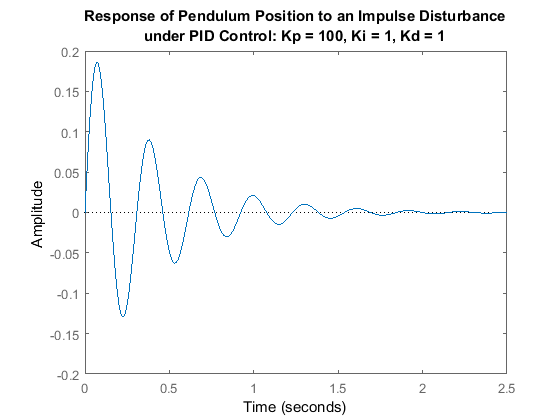 Response of Pendulum Position to an Impulse Disturbance
under PID Control: Kp = 100, Ki = 1, Kd = 1
0.2
0.15
0.1
0.05
0
-0.05
-0.1
-0.15
-0.2
Amplitude
0 0.5 1 1.5 2 2.5
Time (seconds)